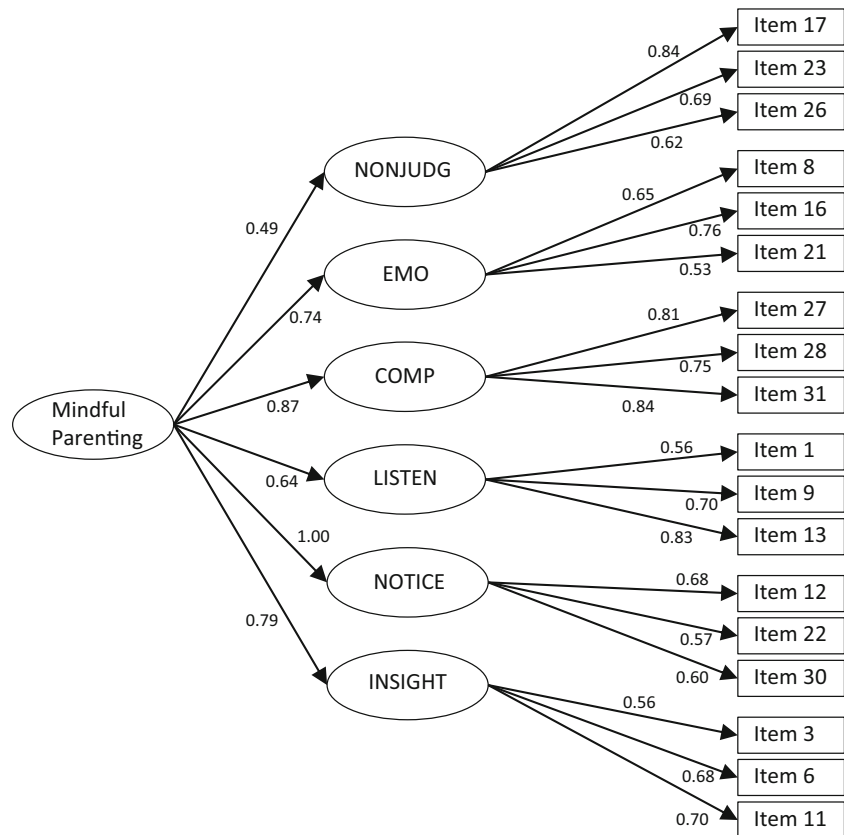 Item 17
0.84
Item 23
0.69
Item 26
0.62
NONJUDG
0.49
Item 8
0.65
Item 16
0.76
Item 21
0.53
EMO
0.74
Item 27
0.81
Item 28
0.75
Item 31
0.84
COMP
0.87
Mindful
Parenting
Item 1
0.56
Item 9
0.70
Item 13
0.83
LISTEN
0.64
1.00
NOTICE
Item 12
0.68
Item 22
0.57
Item 30
0.60
0.79
INSIGHT
0.56
Item 3
Item 6
0.68
Item 11
0.70